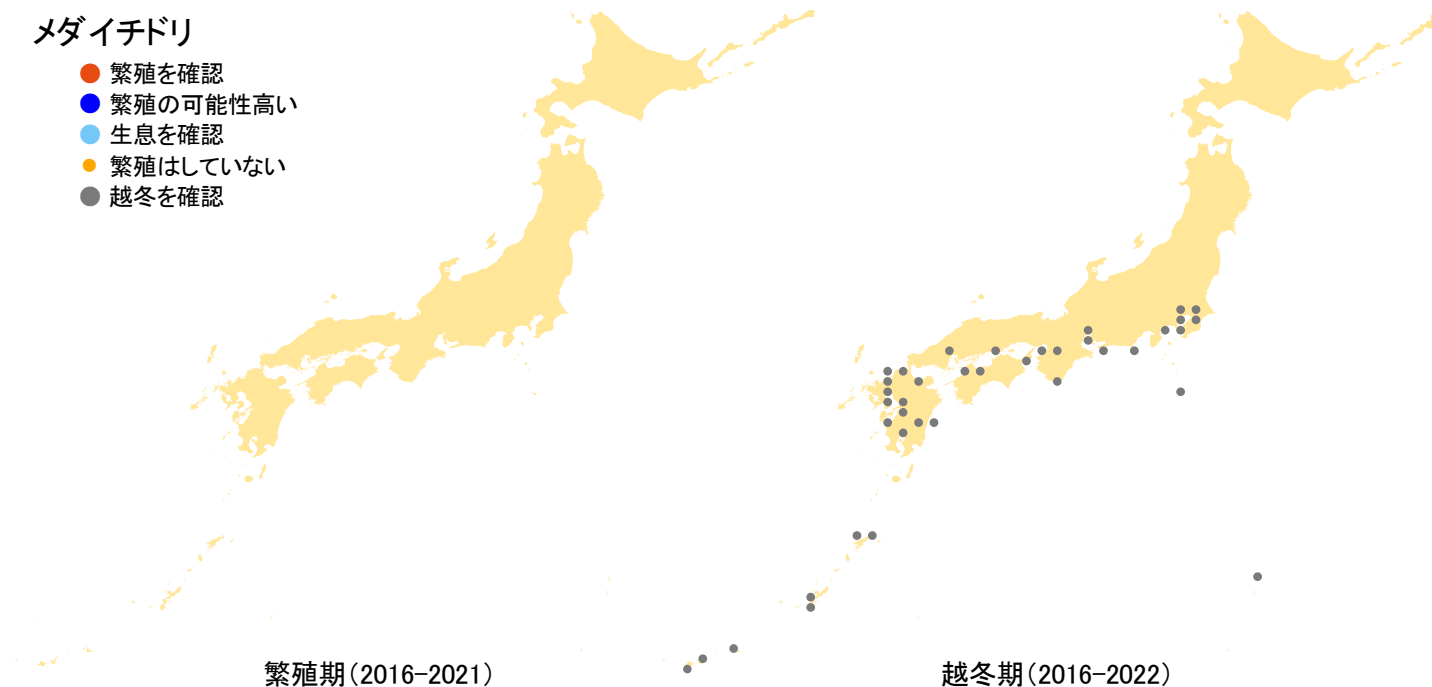 メダイチドリ
繁殖を確認
繁殖の可能性高い
生息を確認
繁殖はしていない
越冬を確認
繁殖期(2016-2021)
越冬期(2016-2022)